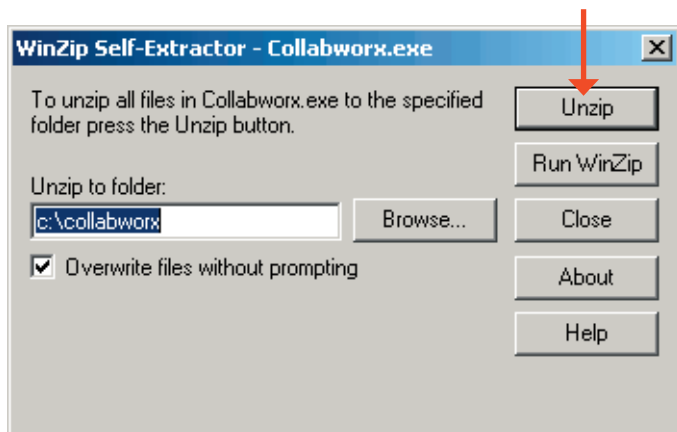 WinZip Self-Extractor - Collabworx.exe
To unzip all files in Collabworx.exe to the specified
folder press the Unzip button.
Unzip to folder:
c:\collabworx
Browse...
Overwrite files without prompting
Unzip
Run WinZip
Close
About
Help